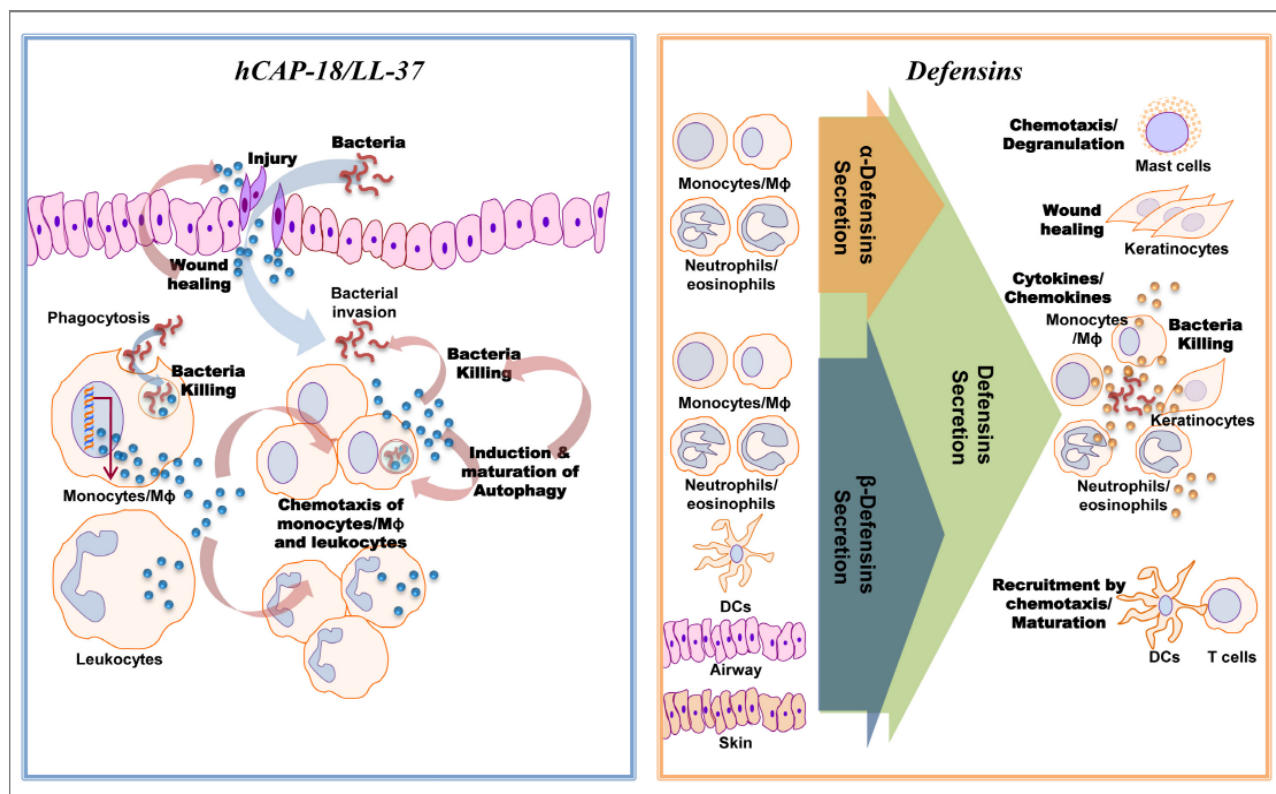 hCAP-18/LL-37
Bacteria
Injury
Wound
healing
Bacterial
invasion
Phagocytosis
Bacteria
Killing
Bacteria
Killing
Monocytes/Mϕ
Induction &
maturation of
Autophagy
Chemotaxis of
monocytes/Mϕ
and leukocytes
Leukocytes
Defensins
Monocytes/Mϕ
Neutrophils/
eosinophils
Monocytes/Mϕ
Neutrophils/
eosinophils
DCs
Airway
Skin
α-Defensins
Secretion
β-Defensins
Secretion
Defensins
Secretion
Chemotaxis/
Degranulation
Mast cells
Wound
healing
Keratinocytes
Cytokines/
Chemokines
Monocytes
/Mϕ
Bacteria
Killing
Keratinocytes
Neutrophils/
eosinophils
Recruitment by
chemotaxis/
Maturation
DCs
T cells